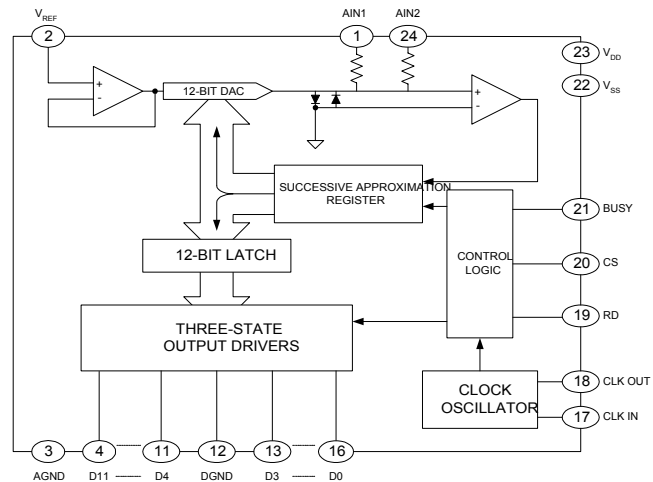 VREF AIN1 AIN2
2 1 24
23 VDD
22 VSS
+
-
12-BIT DAC
+
-
SUCCESSIVE APPROXIMATION
REGISTER
21 BUSY
12-BIT LATCH
CONTROL
LOGIC
20 CS
19 RD
THREE-STATE
OUTPUT DRIVERS
CLOCK
OSCILLATOR
18 CLK OUT
17 CLK IN
3 4 11 12 13 16
AGND D11 D4 DGND D3 D0